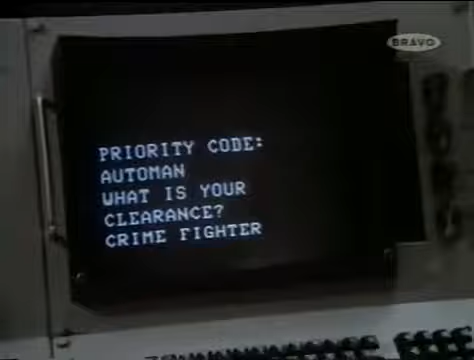 BRAVO
PRIORITY CODE:
AUTOMAN
WHAT IS YOUR
CLEARANCE?
CRIME FIGHTER